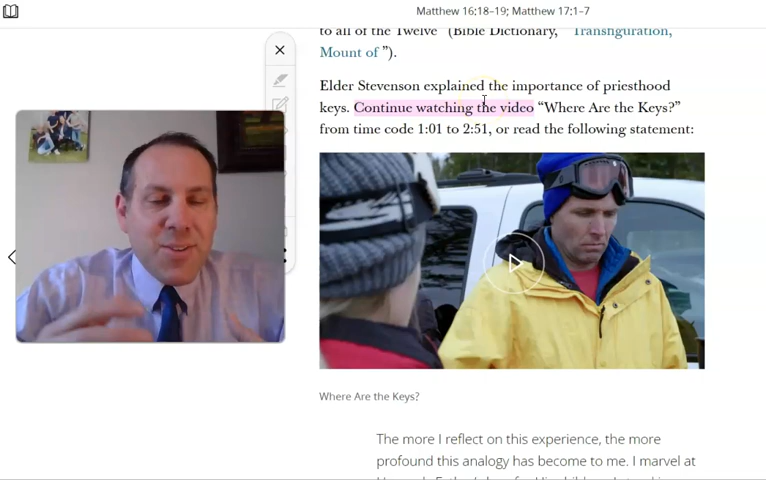 Matthew 16:18–19; Matthew 17:1–7
to all of the Twelve” (Bible Dictionary, “Transfiguration,
Mount of ”).
Elder Stevenson explained the importance of priesthood
keys. Continue watching the video “Where Are the Keys?”
from time code 1:01 to 2:51, or read the following statement:
Where Are the Keys?
The more I reflect on this experience, the more
profound this analogy has become to me. I marvel at